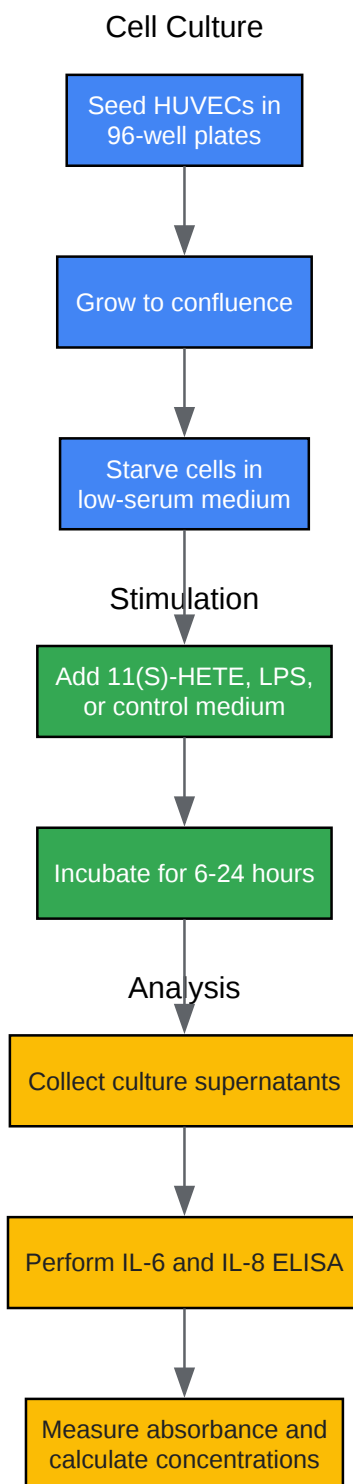 Cell Culture
Seed HUVECs in
96-well plates
Grow to confluence
Starve cells in
low-serum medium
Stimulation
Add 11(S)-HETE, LPS,
or control medium
Incubate for 6-24 hours
Analysis
Collect culture supernatants
Perform IL-6 and IL-8 ELISA
Measure absorbance and
calculate concentrations